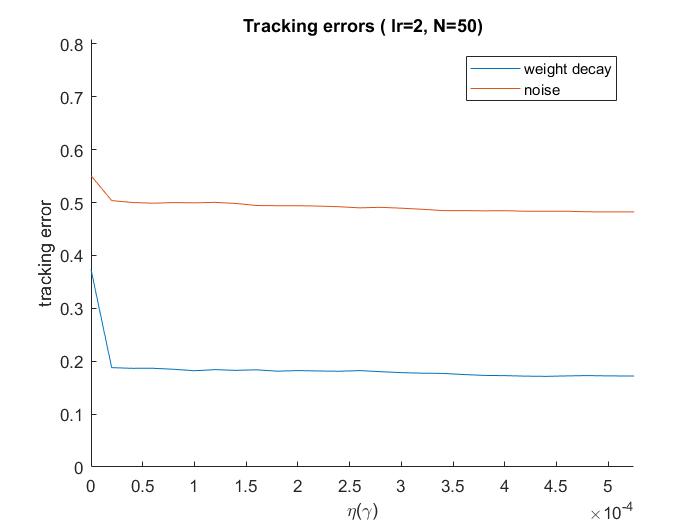 Tracking errors ( lr=2, N=50)
weight decay
noise
tracking error
0.8
0.7
0.6
0.5
0.4
0.3
0.2
0.1
0
0 0.5 1 1.5 2 2.5 3 3.5 4 4.5 5
η(γ)
×10⁻⁴